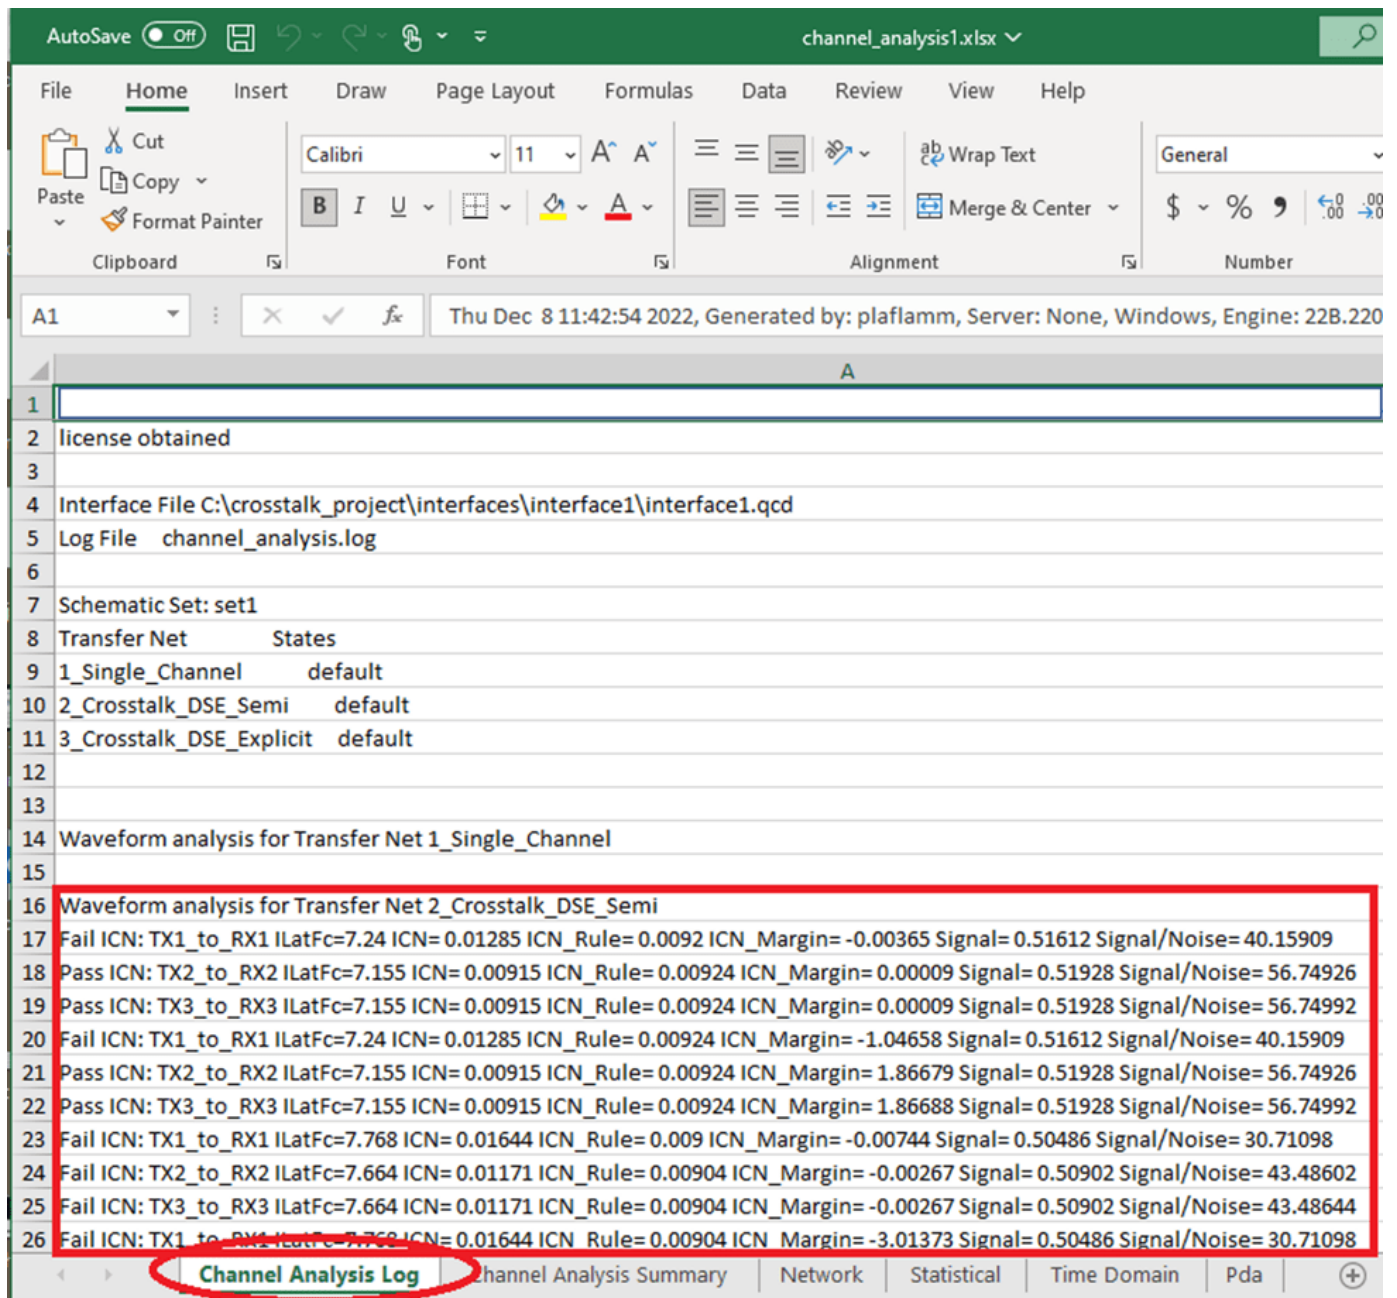 AutoSave Off channel_analysis1.xlsx
File Home Insert Draw Page Layout Formulas Data Review View Help
Cut
Copy
Paste
Format Painter
Calibri 11 A A
B I U A
ab c Wrap Text
Merge & Center
General
$ % , .00 .00
Clipboard Font Alignment Number
A1 fx Thu Dec 8 11:42:54 2022, Generated by: plaflamm, Server: None, Windows, Engine: 22B.220
A
1
2 license obtained
3
4 Interface File C:\crosstalk_project\interfaces\interface1\interface1.qcd
5 Log File channel_analysis.log
6
7 Schematic Set: set1
8 Transfer Net States
9 1_Single_Channel default
10 2_Crosstalk_DSE_Semi default
11 3_Crosstalk_DSE_Explicit default
12
13
14 Waveform analysis for Transfer Net 1_Single_Channel
15
16 Waveform analysis for Transfer Net 2_Crosstalk_DSE_Semi
17 Fail ICN: TX1_to_RX1 ILatFc=7.24 ICN= 0.01285 ICN_Rule= 0.0092 ICN_Margin= -0.00365 Signal= 0.51612 Signal/Noise= 40.15909
18 Pass ICN: TX2_to_RX2 ILatFc=7.155 ICN= 0.00915 ICN_Rule= 0.00924 ICN_Margin= 0.00009 Signal= 0.51928 Signal/Noise= 56.74926
19 Pass ICN: TX3_to_RX3 ILatFc=7.155 ICN= 0.00915 ICN_Rule= 0.00924 ICN_Margin= 0.00009 Signal= 0.51928 Signal/Noise= 56.74992
20 Fail ICN: TX1_to_RX1 ILatFc=7.24 ICN= 0.01285 ICN_Rule= 0.00924 ICN_Margin= -1.04658 Signal= 0.51612 Signal/Noise= 40.15909
21 Pass ICN: TX2_to_RX2 ILatFc=7.155 ICN= 0.00915 ICN_Rule= 0.00924 ICN_Margin= 1.86679 Signal= 0.51928 Signal/Noise= 56.74926
22 Pass ICN: TX3_to_RX3 ILatFc=7.155 ICN= 0.00915 ICN_Rule= 0.00924 ICN_Margin= 1.86688 Signal= 0.51928 Signal/Noise= 56.74992
23 Fail ICN: TX1_to_RX1 ILatFc=7.768 ICN= 0.01644 ICN_Rule= 0.009 ICN_Margin= -0.00744 Signal= 0.50486 Signal/Noise= 30.71098
24 Fail ICN: TX2_to_RX2 ILatFc=7.664 ICN= 0.01171 ICN_Rule= 0.00904 ICN_Margin= -0.00267 Signal= 0.50902 Signal/Noise= 43.48602
25 Fail ICN: TX3_to_RX3 ILatFc=7.664 ICN= 0.01171 ICN_Rule= 0.00904 ICN_Margin= -0.00267 Signal= 0.50902 Signal/Noise= 43.48644
26 Fail ICN: TX1_to_RX1 ILatFc=7.768 ICN= 0.01644 ICN_Rule= 0.00904 ICN_Margin= -3.01373 Signal= 0.50486 Signal/Noise= 30.71098
Channel Analysis Log Channel Analysis Summary Network Statistical Time Domain Pda